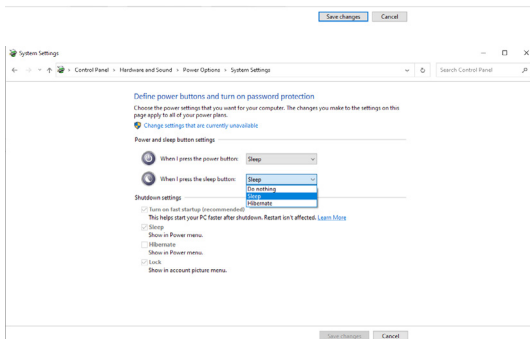 Save changes Cancel
System Settings
Control Panel > Hardware and Sound > Power Options > System Settings
Search Control Panel
Define power buttons and turn on password protection
Choose the power settings that you want for your computer. The changes you make to the settings on this
page apply to all of your power plans.
Change settings that are currently unavailable
Power and sleep button settings
When I press the power button: Sleep
When I press the sleep button: Sleep
Do nothing
Sleep
Hibernate
Shutdown settings
Turn on fast startup (recommended)
This helps start your PC faster after shutdown. Restart isn't affected. Learn More
Sleep
Show in Power menu.
Hibernate
Show in Power menu.
Lock
Show in account picture menu.
Save changes Cancel